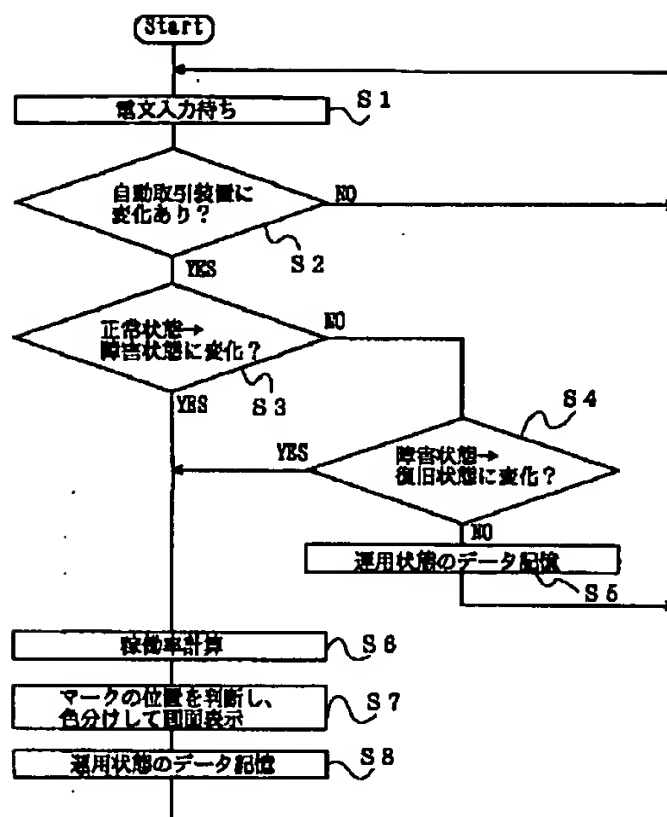 Start
電文入力待ち
S1
自動取引装置に
変化あり？
NO
S2
YES
正常状態→
障害状態に変化？
NO
S3
YES
S4
障害状態→
復旧状態に変化？
YES
NO
運用状態のデータ記憶
S5
稼働率計算
S6
マークの位置を判断し、
色分けして画面表示
S7
運用状態のデータ記憶
S8